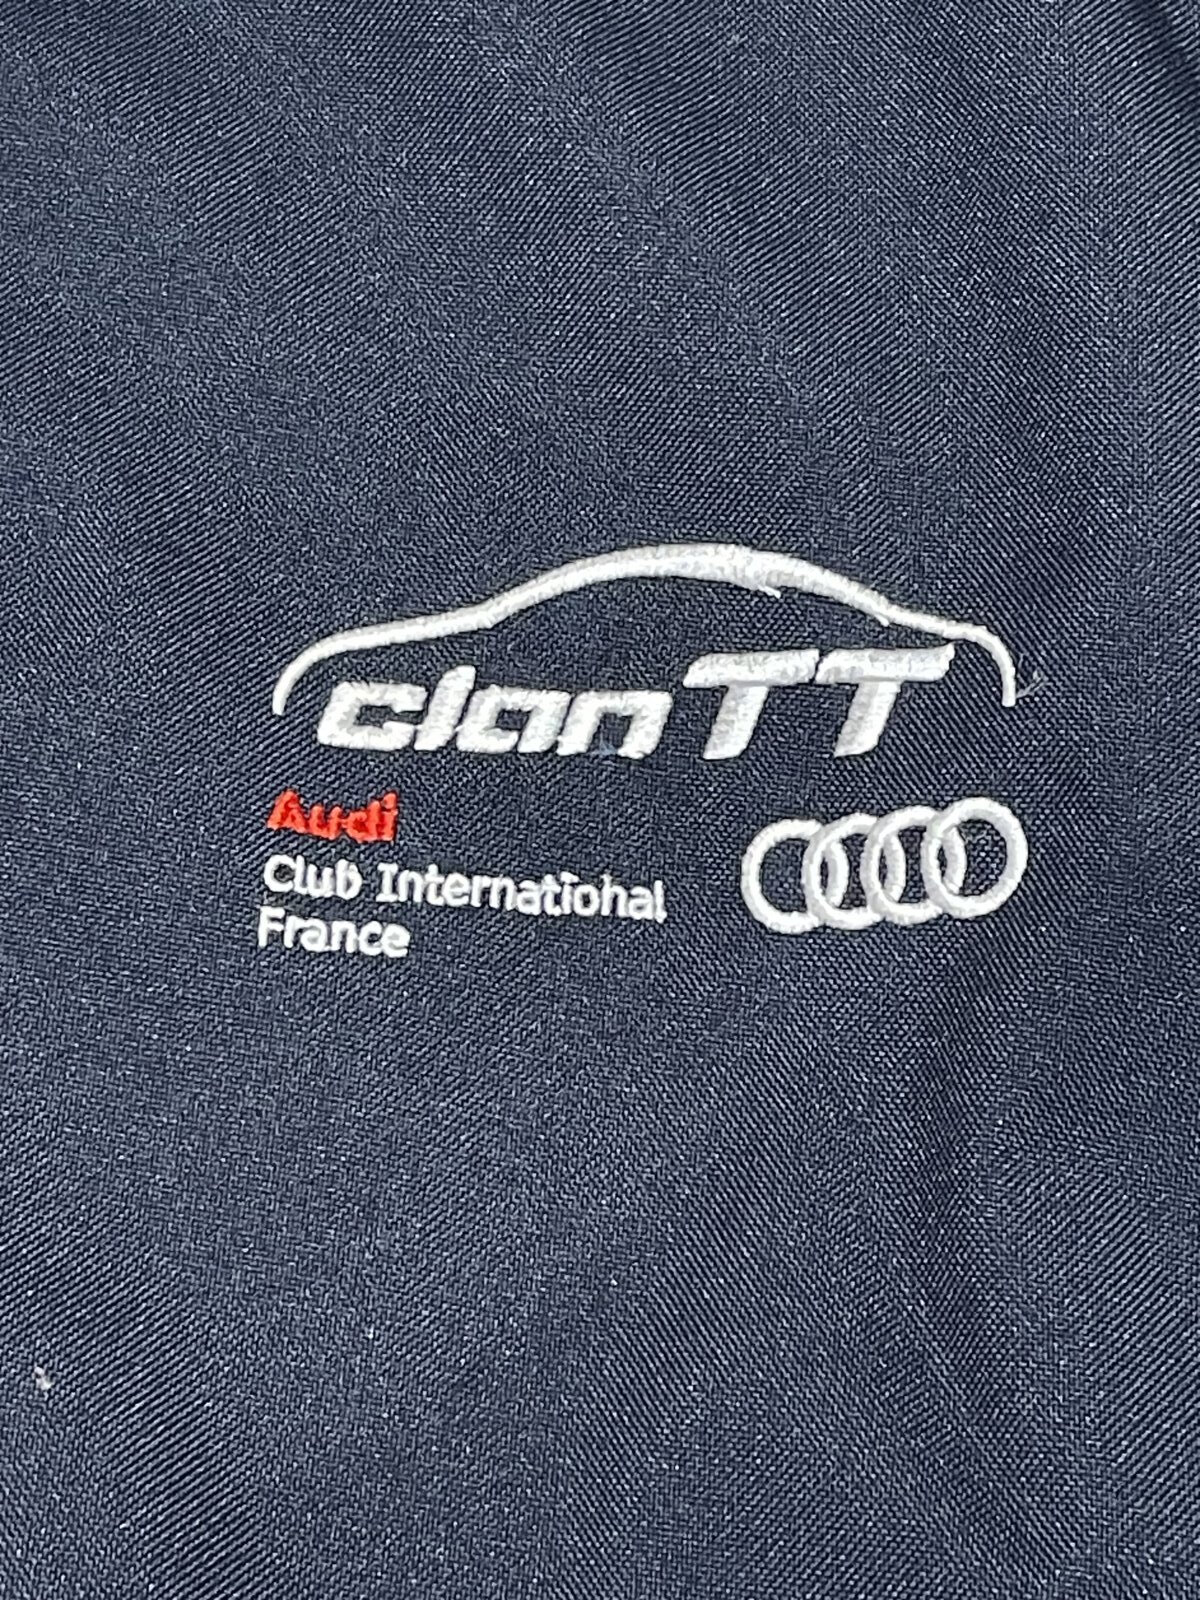 clanTT
Audi
Club International
France